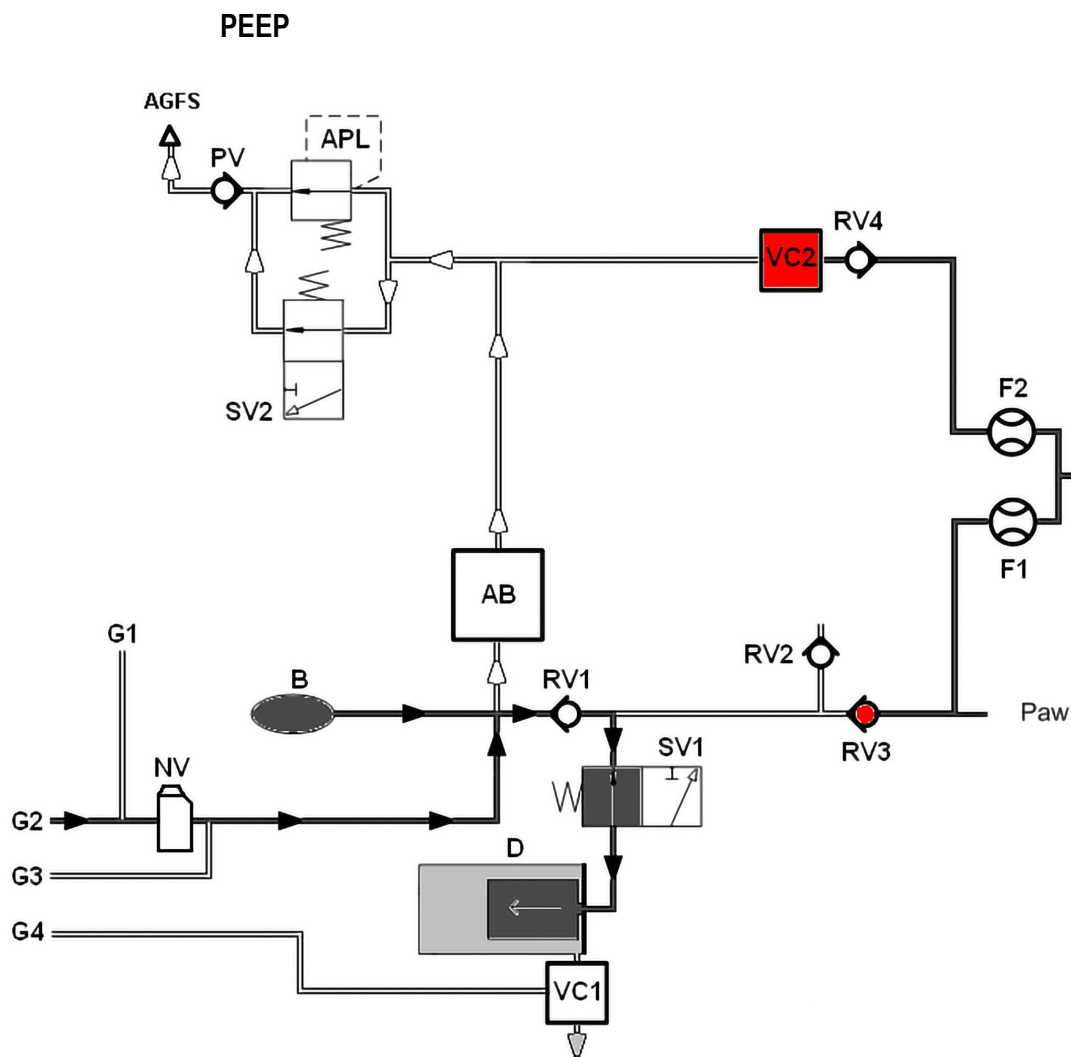 PEEP
AGFS
APL
PV
RV4
VC2
SV2
F2
F1
AB
G1
B
RV1
RV2
Paw
RV3
SV1
NV
G2
D
G3
G4
VC1